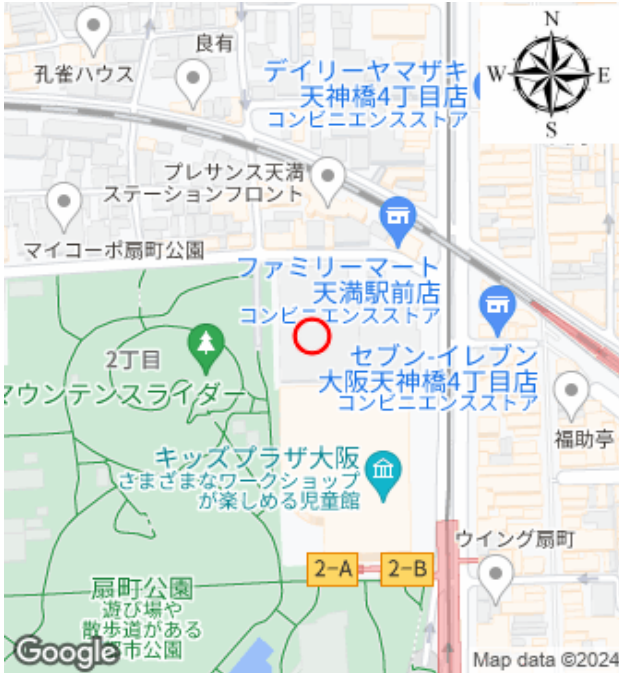 N
W
E
S
良有
孔雀ハウス
デイリーヤマザキ
天神橋4丁目店
コンビニエンスストア
プレサンス天満
ステーションフロント
マイコーポ扇町公園
ファミリーマート
天満駅前店
コンビニエンスストア
2丁目
マウンテンスライダー
セブン-イレブン
大阪天神橋4丁目店
コンビニエンスストア
福助亭
キッズプラザ大阪
さまざまなワークショップ
が楽しめる児童館
ウイング扇町
2-A
2-B
扇町公園
遊び場や
散歩道がある
都市公園
Google
Map data ©2024